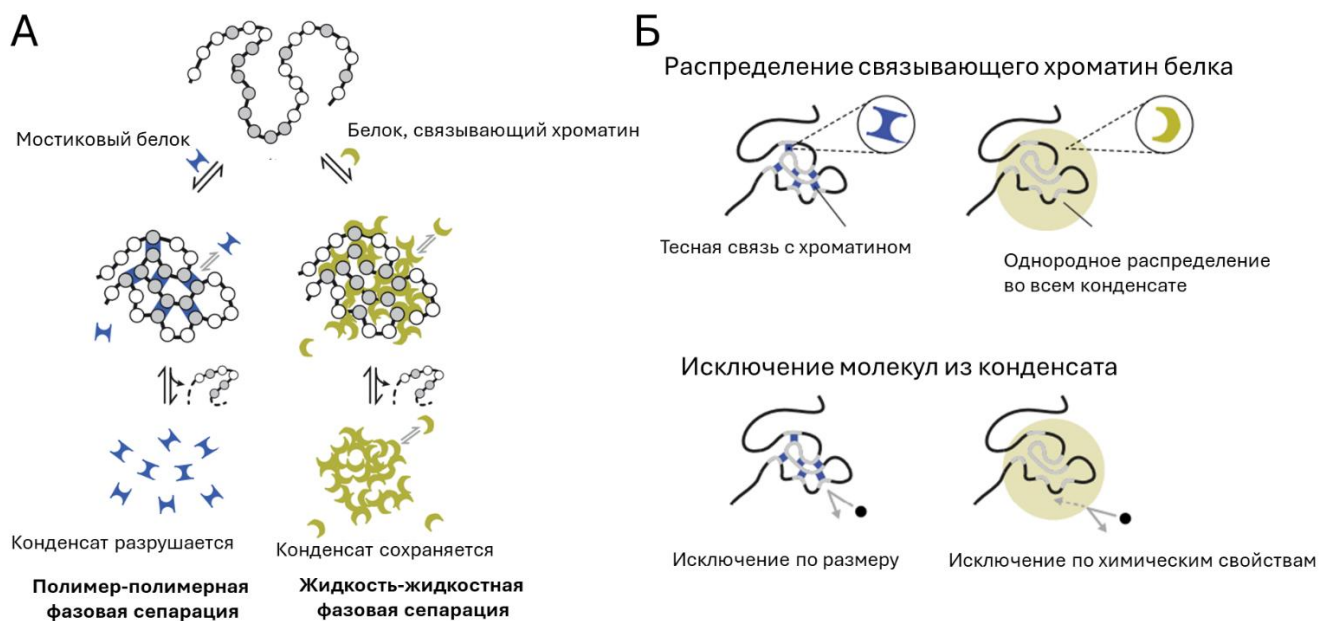 А
Мостиковый белок
Белок, связывающий хроматин
Конденсат разрушается
Конденсат сохраняется
Полимер-полимерная
фазовая сепарация
Жидкость-жидкостная
фазовая сепарация
Б
Распределение связывающего хроматин белка
Тесная связь с хроматином
Однородное распределение
во всем конденсате
Исключение молекул из конденсата
Исключение по размеру
Исключение по химическим свойствам